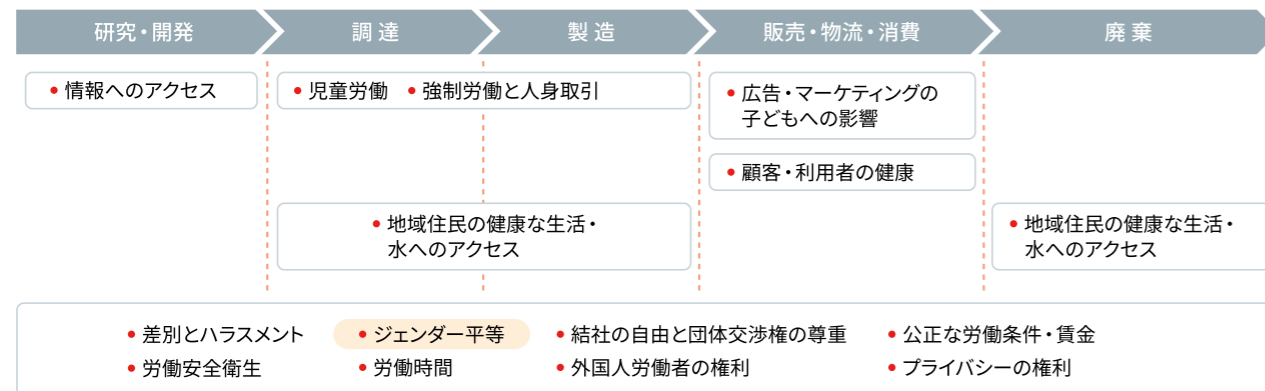 研究・開発
調達
製造
販売・物流・消費
廃棄
• 情報へのアクセス
• 児童労働 • 強制労働と人身取引
• 広告・マーケティングの
子どもへの影響
• 顧客・利用者の健康
• 地域住民の健康な生活・
水へのアクセス
• 地域住民の健康な生活・
水へのアクセス
• 差別とハラスメント • ジェンダー平等 • 結社の自由と団体交渉権の尊重 • 公正な労働条件・賃金
• 労働安全衛生 • 労働時間 • 外国人労働者の権利 • プライバシーの権利